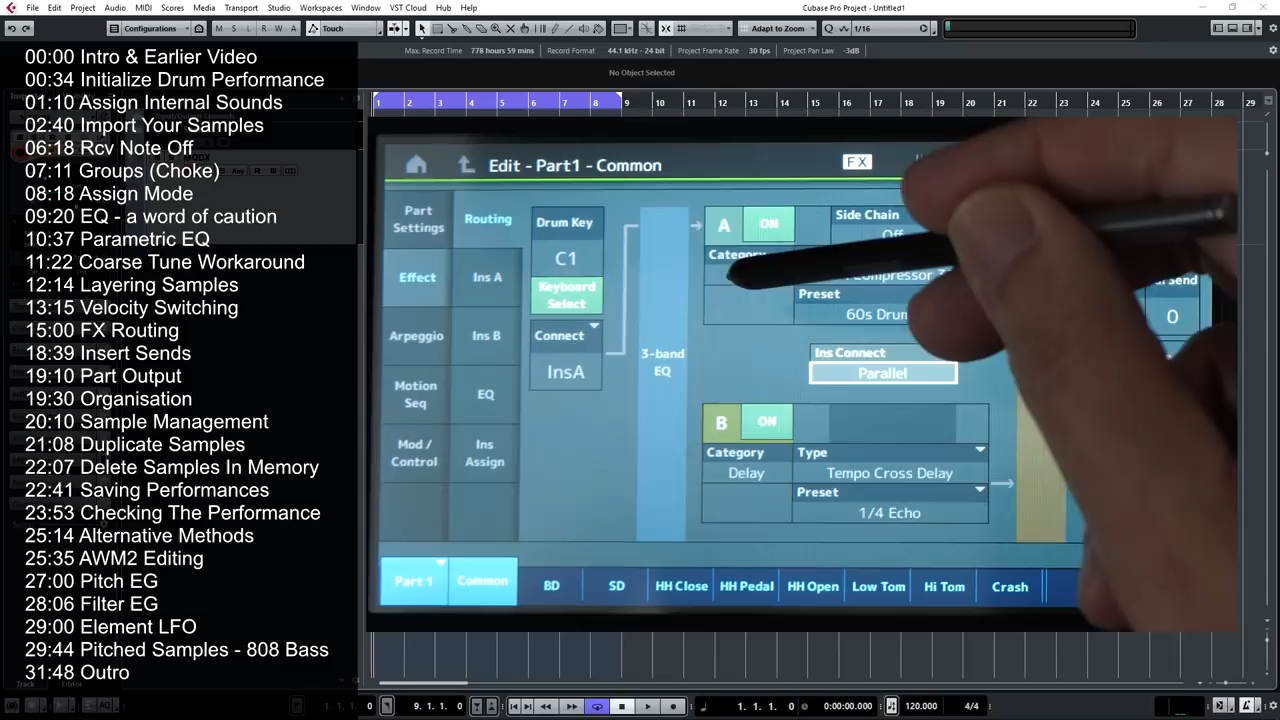 File Edit Project Audio MIDI Scores Media Transport Studio Workspaces Window VST Cloud Hub Help
Cubase Pro Project - Untitled1
Configurations M S L R W A Touch Adapt to Zoom 1/16
Max. Record Time 778 hours 59 mins Record Format 44.1 kHz - 24 bit Project Frame Rate 30 fps Project Pan Law -3dB
No Object Selected
1 2 3 4 5 6 7 8 9 10 11 12 13 14 15 16 17 18 19 20 21 22 23 24 25 26 27 28 29
00:00 Intro & Earlier Video
00:34 Initialize Drum Performance
01:10 Assign Internal Sounds
02:40 Import Your Samples
06:18 Rcv Note Off
07:11 Groups (Choke)
08:18 Assign Mode
09:20 EQ - a word of caution
10:37 Parametric EQ
11:22 Coarse Tune Workaround
12:14 Layering Samples
13:15 Velocity Switching
15:00 FX Routing
18:39 Insert Sends
19:10 Part Output
19:30 Organisation
20:10 Sample Management
21:08 Duplicate Samples
22:07 Delete Samples In Memory
22:41 Saving Performances
23:53 Checking The Performance
25:14 Alternative Methods
25:35 AWM2 Editing
27:00 Pitch EG
28:06 Filter EG
29:00 Element LFO
29:44 Pitched Samples - 808 Bass
31:48 Outro
Edit - Part1 - Common
FX
Part Settings
Effect
Arpeggio
Motion Seq
Mod / Control
Routing
Ins A
Ins B
EQ
Ins Assign
Drum Key
C1
Keyboard Select
Connect
InsA
3-band EQ
A ON
Side Chain
Off
Category
Compressor
Preset
60s Drum
Ins Connect
Parallel
0
B ON
Category
Delay
Type
Tempo Cross Delay
Preset
1/4 Echo
Part 1 Common BD SD HH Close HH Pedal HH Open Low Tom Hi Tom Crash
Track Editor
9. 1. 1. 0 1. 1. 1. 0 0:00:00.000 120.000 4/4